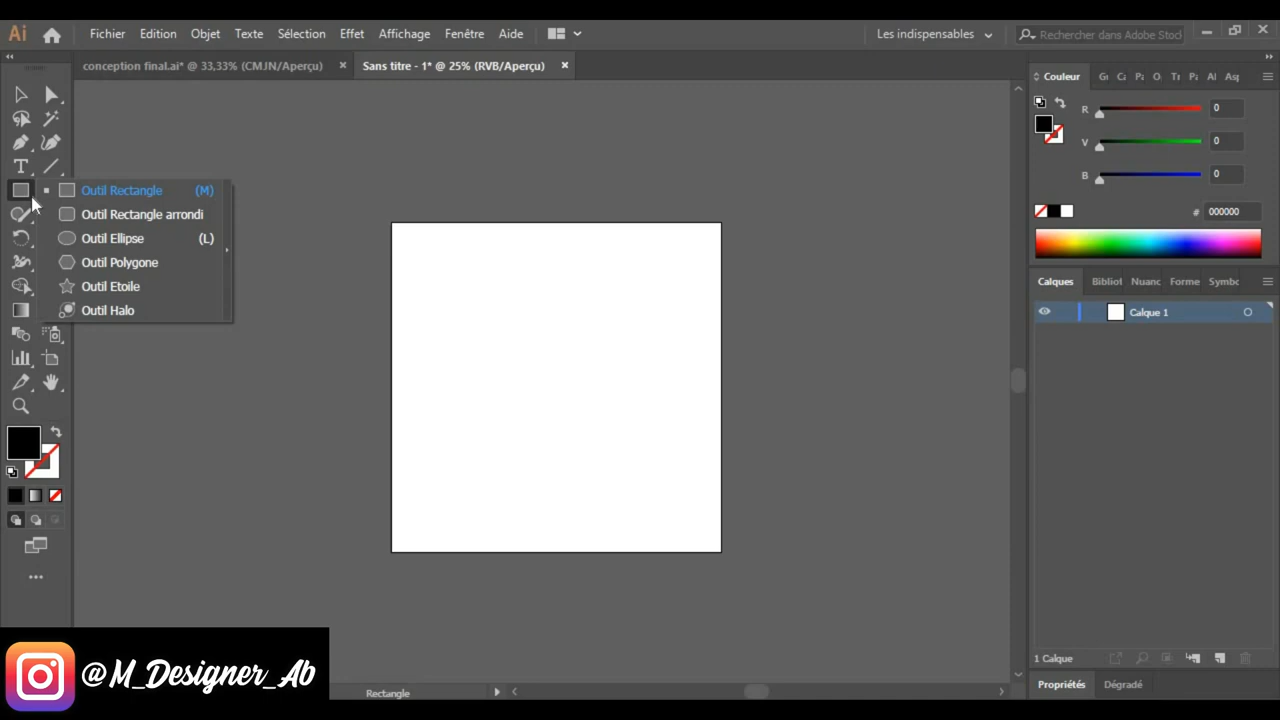 Ai
Fichier Edition Objet Texte Sélection Effet Affichage Fenêtre Aide
Les indispensables
Rechercher dans Adobe Stock
conception final.ai* @ 33,33% (CMJN/Aperçu) ×
Sans titre - 1* @ 25% (RVB/Aperçu) ×
Couleur
R 0
V 0
B 0
# 000000
Outil Rectangle (M)
Outil Rectangle arrondi
Outil Ellipse (L)
Outil Polygone
Outil Etoile
Outil Halo
Calques Bibliot Nuanc Forme Symbc
Calque 1
1 Calque
Propriétés Dégradé
Rectangle
@M_Designer_Ab